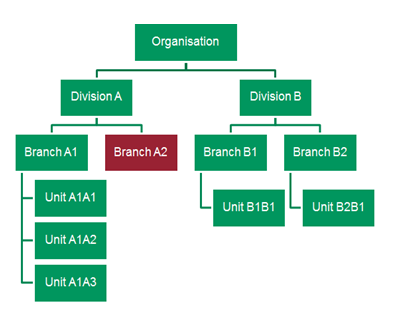 Organisation
Division A
Division B
Branch A1
Branch A2
Branch B1
Branch B2
Unit A1A1
Unit B1B1
Unit B2B1
Unit A1A2
Unit A1A3